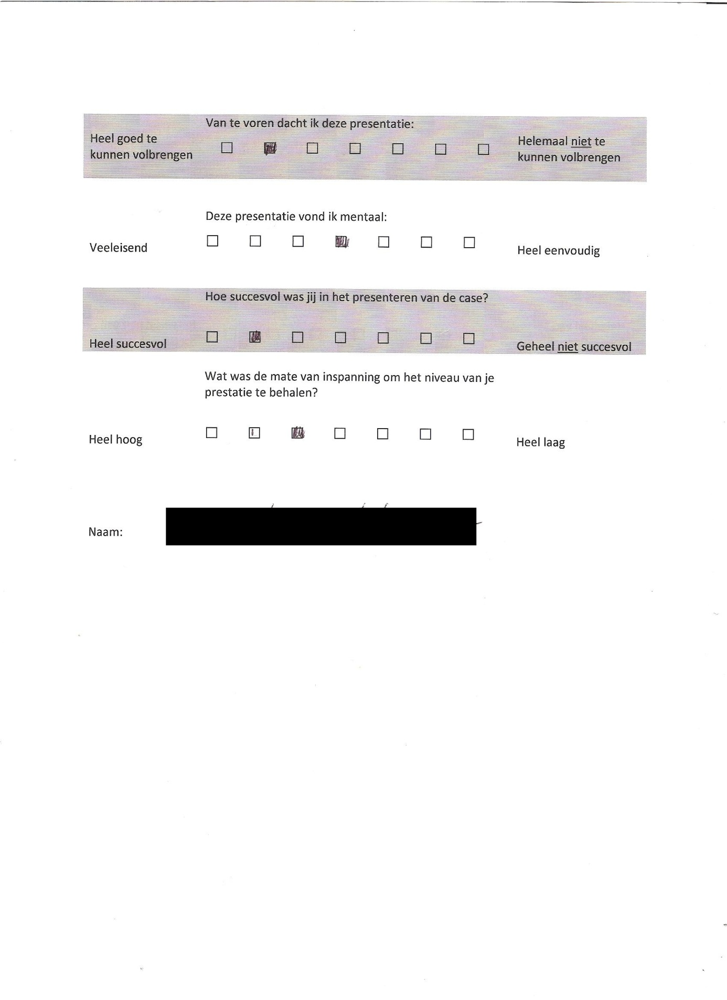 Van te voren dacht ik deze presentatie:
Heel goed te
kunnen volbrengen
Helemaal niet te
kunnen volbrengen
Deze presentatie vond ik mentaal:
Veeleisend
Heel eenvoudig
Hoe succesvol was jij in het presenteren van de case?
Heel succesvol
Geheel niet succesvol
Wat was de mate van inspanning om het niveau van je
prestatie te behalen?
Heel hoog
Heel laag
Naam: